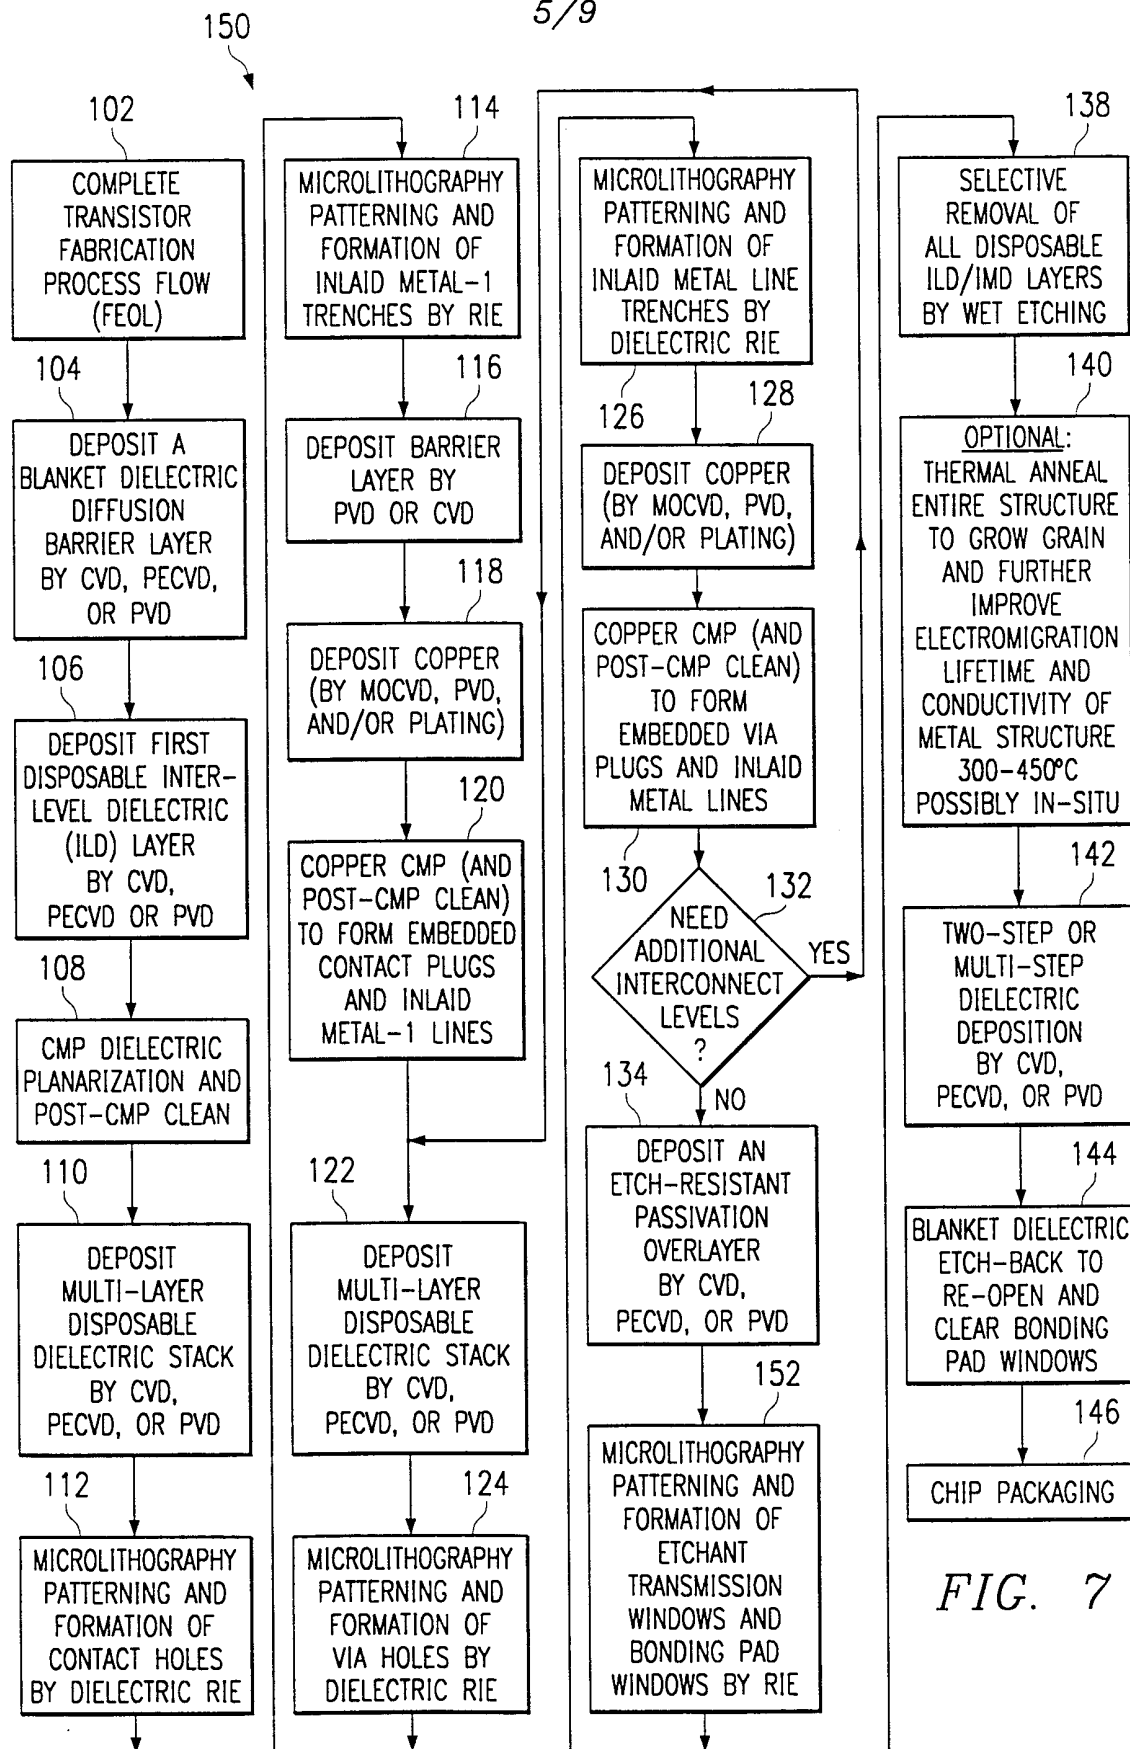 5/9
150
102
COMPLETE
TRANSISTOR
FABRICATION
PROCESS FLOW
(FEOL)
104
DEPOSIT A
BLANKET DIELECTRIC
DIFFUSION
BARRIER LAYER
BY CVD, PECVD,
OR PVD
106
DEPOSIT FIRST
DISPOSABLE INTER-
LEVEL DIELECTRIC
(ILD) LAYER
BY CVD,
PECVD OR PVD
108
CMP DIELECTRIC
PLANARIZATION AND
POST-CMP CLEAN
110
DEPOSIT
MULTI-LAYER
DISPOSABLE
DIELECTRIC STACK
BY CVD,
PECVD, OR PVD
112
MICROLITHOGRAPHY
PATTERNING AND
FORMATION OF
CONTACT HOLES
BY DIELECTRIC RIE
114
MICROLITHOGRAPHY
PATTERNING AND
FORMATION OF
INLAID METAL-1
TRENCHES BY RIE
116
DEPOSIT BARRIER
LAYER BY
PVD OR CVD
118
DEPOSIT COPPER
(BY MOCVD, PVD,
AND/OR PLATING)
120
COPPER CMP (AND
POST-CMP CLEAN)
TO FORM EMBEDDED
CONTACT PLUGS
AND INLAID
METAL-1 LINES
122
DEPOSIT
MULTI-LAYER
DISPOSABLE
DIELECTRIC STACK
BY CVD,
PECVD, OR PVD
124
MICROLITHOGRAPHY
PATTERNING AND
FORMATION OF
VIA HOLES BY
DIELECTRIC RIE
MICROLITHOGRAPHY
PATTERNING AND
FORMATION OF
INLAID METAL LINE
TRENCHES BY
DIELECTRIC RIE
126
128
DEPOSIT COPPER
(BY MOCVD, PVD,
AND/OR PLATING)
COPPER CMP (AND
POST-CMP CLEAN)
TO FORM
EMBEDDED VIA
PLUGS AND INLAID
METAL LINES
130
132
NEED
ADDITIONAL
INTERCONNECT
LEVELS
?
YES
NO
134
DEPOSIT AN
ETCH-RESISTANT
PASSIVATION
OVERLAYER
BY CVD,
PECVD, OR PVD
152
MICROLITHOGRAPHY
PATTERNING AND
FORMATION OF
ETCHANT
TRANSMISSION
WINDOWS AND
BONDING PAD
WINDOWS BY RIE
138
SELECTIVE
REMOVAL OF
ALL DISPOSABLE
ILD/IMD LAYERS
BY WET ETCHING
140
OPTIONAL:
THERMAL ANNEAL
ENTIRE STRUCTURE
TO GROW GRAIN
AND FURTHER
IMPROVE
ELECTROMIGRATION
LIFETIME AND
CONDUCTIVITY OF
METAL STRUCTURE
300-450°C
POSSIBLY IN-SITU
142
TWO-STEP OR
MULTI-STEP
DIELECTRIC
DEPOSITION
BY CVD,
PECVD, OR PVD
144
BLANKET DIELECTRIC
ETCH-BACK TO
RE-OPEN AND
CLEAR BONDING
PAD WINDOWS
146
CHIP PACKAGING
FIG. 7